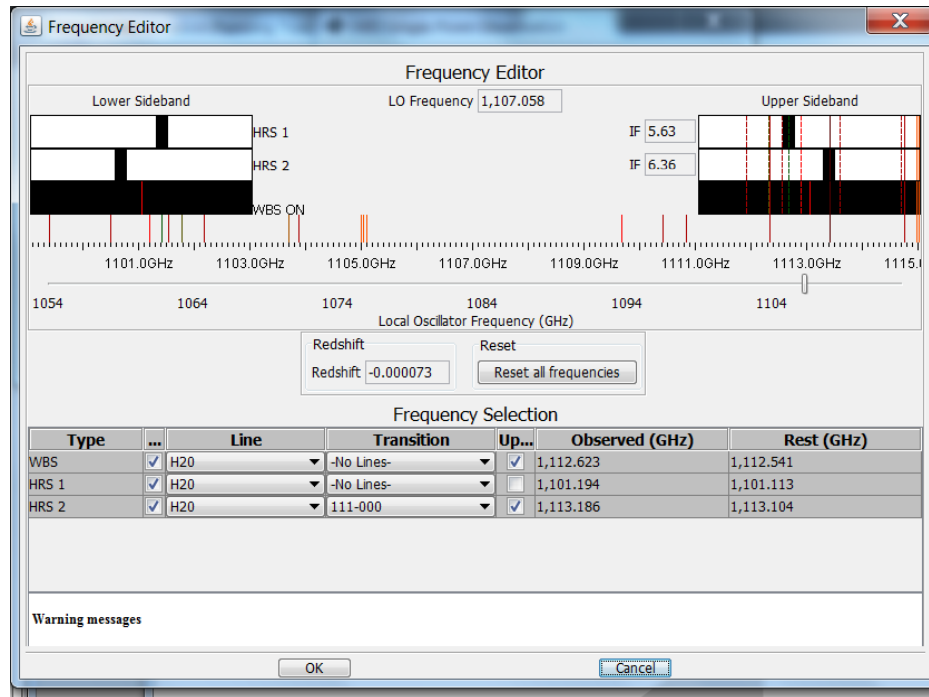 Frequency Editor
X
Frequency Editor
Lower Sideband LO Frequency 1,107.058 Upper Sideband
HRS 1 IF 5.63
HRS 2 IF 6.36
WBS ON
1101.0GHz 1103.0GHz 1105.0GHz 1107.0GHz 1109.0GHz 1111.0GHz 1113.0GHz 1115.
1054 1064 1074 1084 1094 1104
Local Oscillator Frequency (GHz)
Redshift Reset
Redshift -0.000073 Reset all frequencies
Frequency Selection
Type ... Line Transition Up... Observed (GHz) Rest (GHz)
WBS H20 -No Lines- 1,112.623 1,112.541
HRS 1 H20 -No Lines- 1,101.194 1,101.113
HRS 2 H20 111-000 1,113.186 1,113.104
Warning messages
OK Cancel